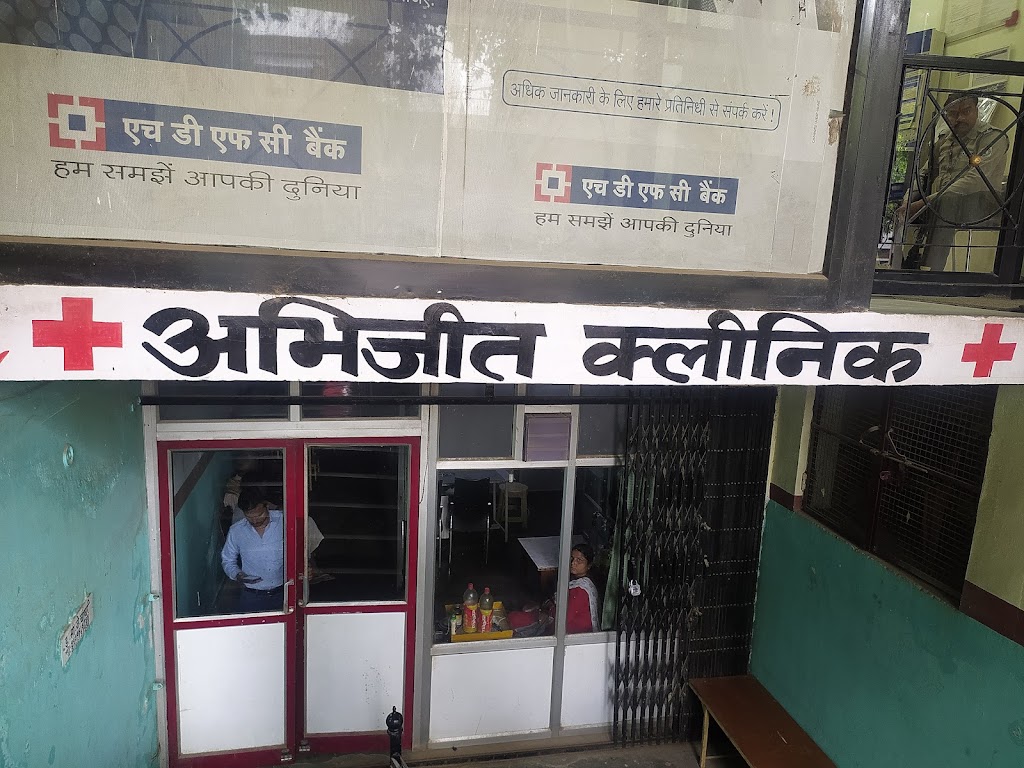 एच डी एफ सी बैंक
हम समझें आपकी दुनिया
अधिक जानकारी के लिए हमारे प्रतिनिधी से संपर्क करें !
एच डी एफ सी बैंक
हम समझें आपकी दुनिया
अभिजीत क्लीनिक